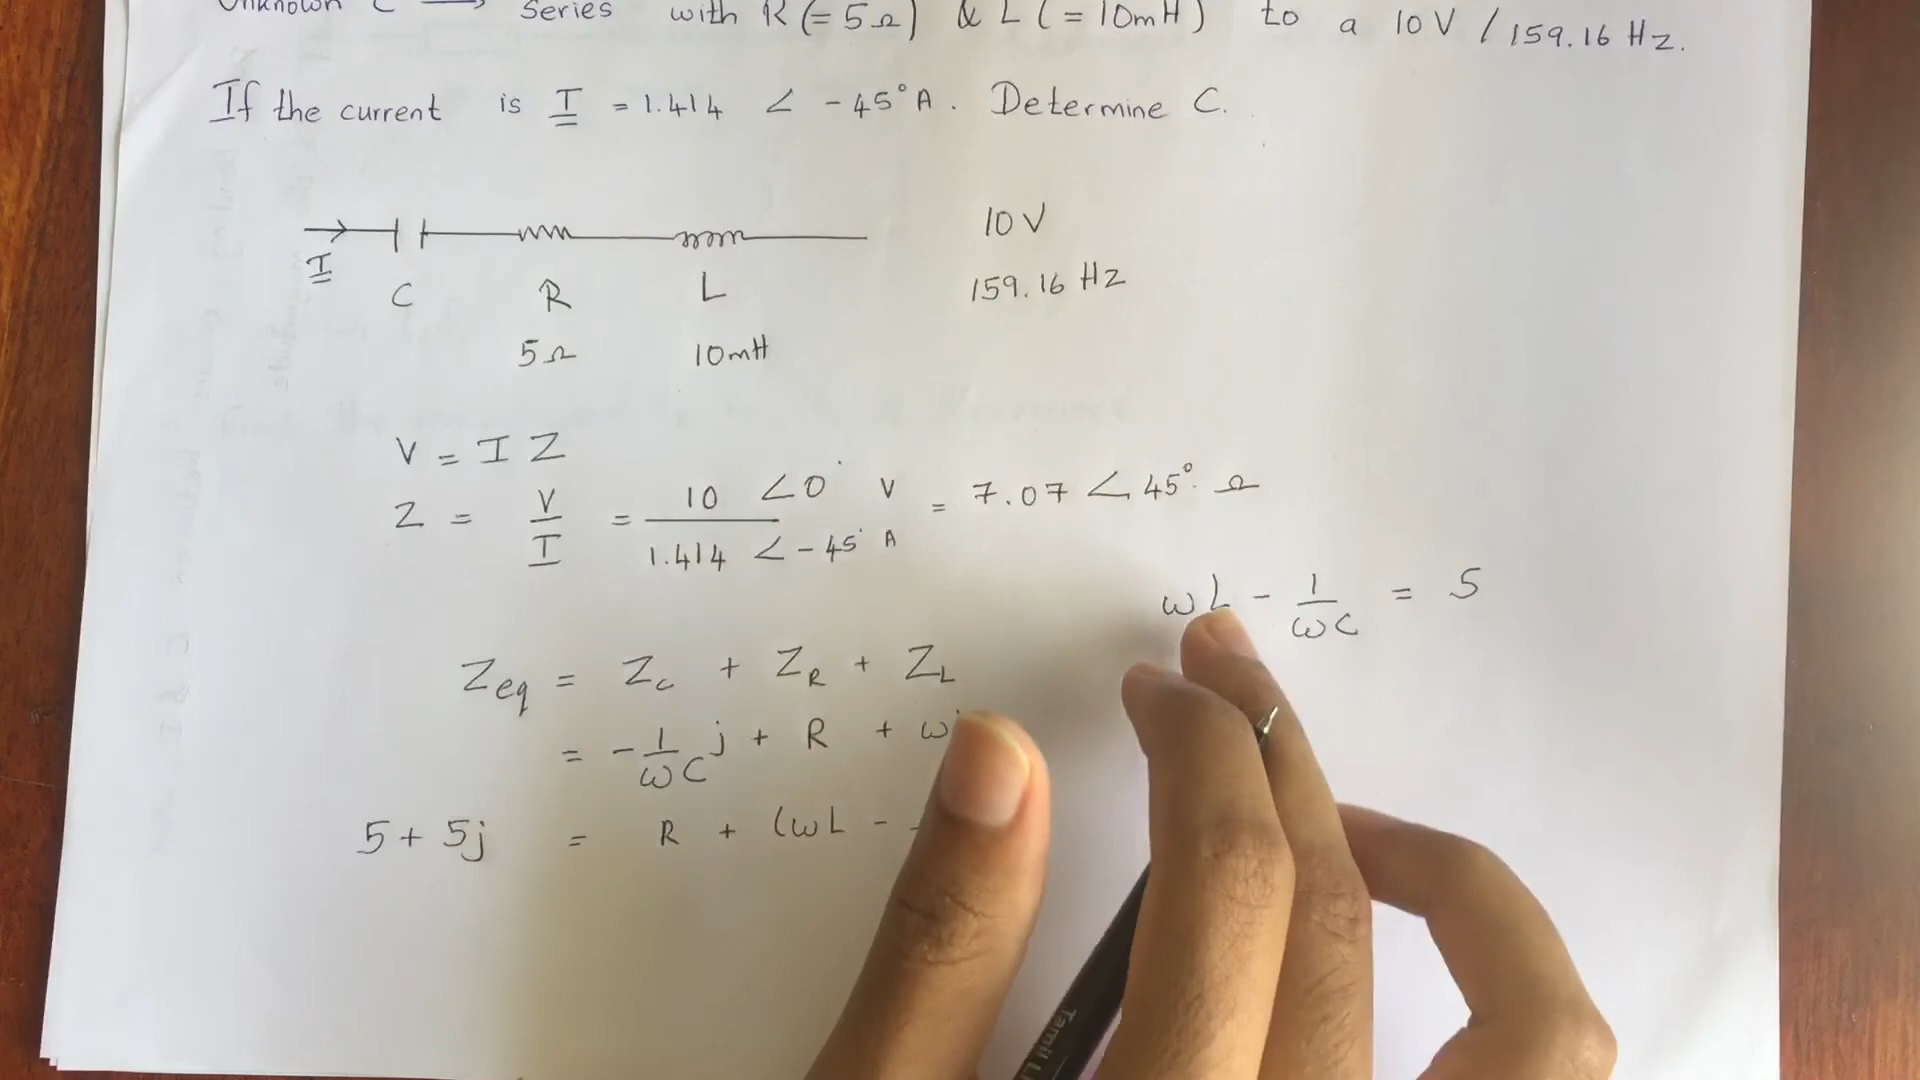 Unknown C → series with R (= 5Ω) & L (= 10mH) to a 10V / 159.16 Hz.
If the current is I = 1.414 ∠ -45° A. Determine C.
10V
I
159.16 Hz
C R L
5Ω 10mH
V = I Z
Z = V/I = 10 ∠0° V / 1.414 ∠-45° A = 7.07 ∠45° Ω
ωL - 1/ωC = 5
Zeq = ZC + ZR + ZL
= - 1/ωC j + R + ω
5 + 5j = R + (ωL -